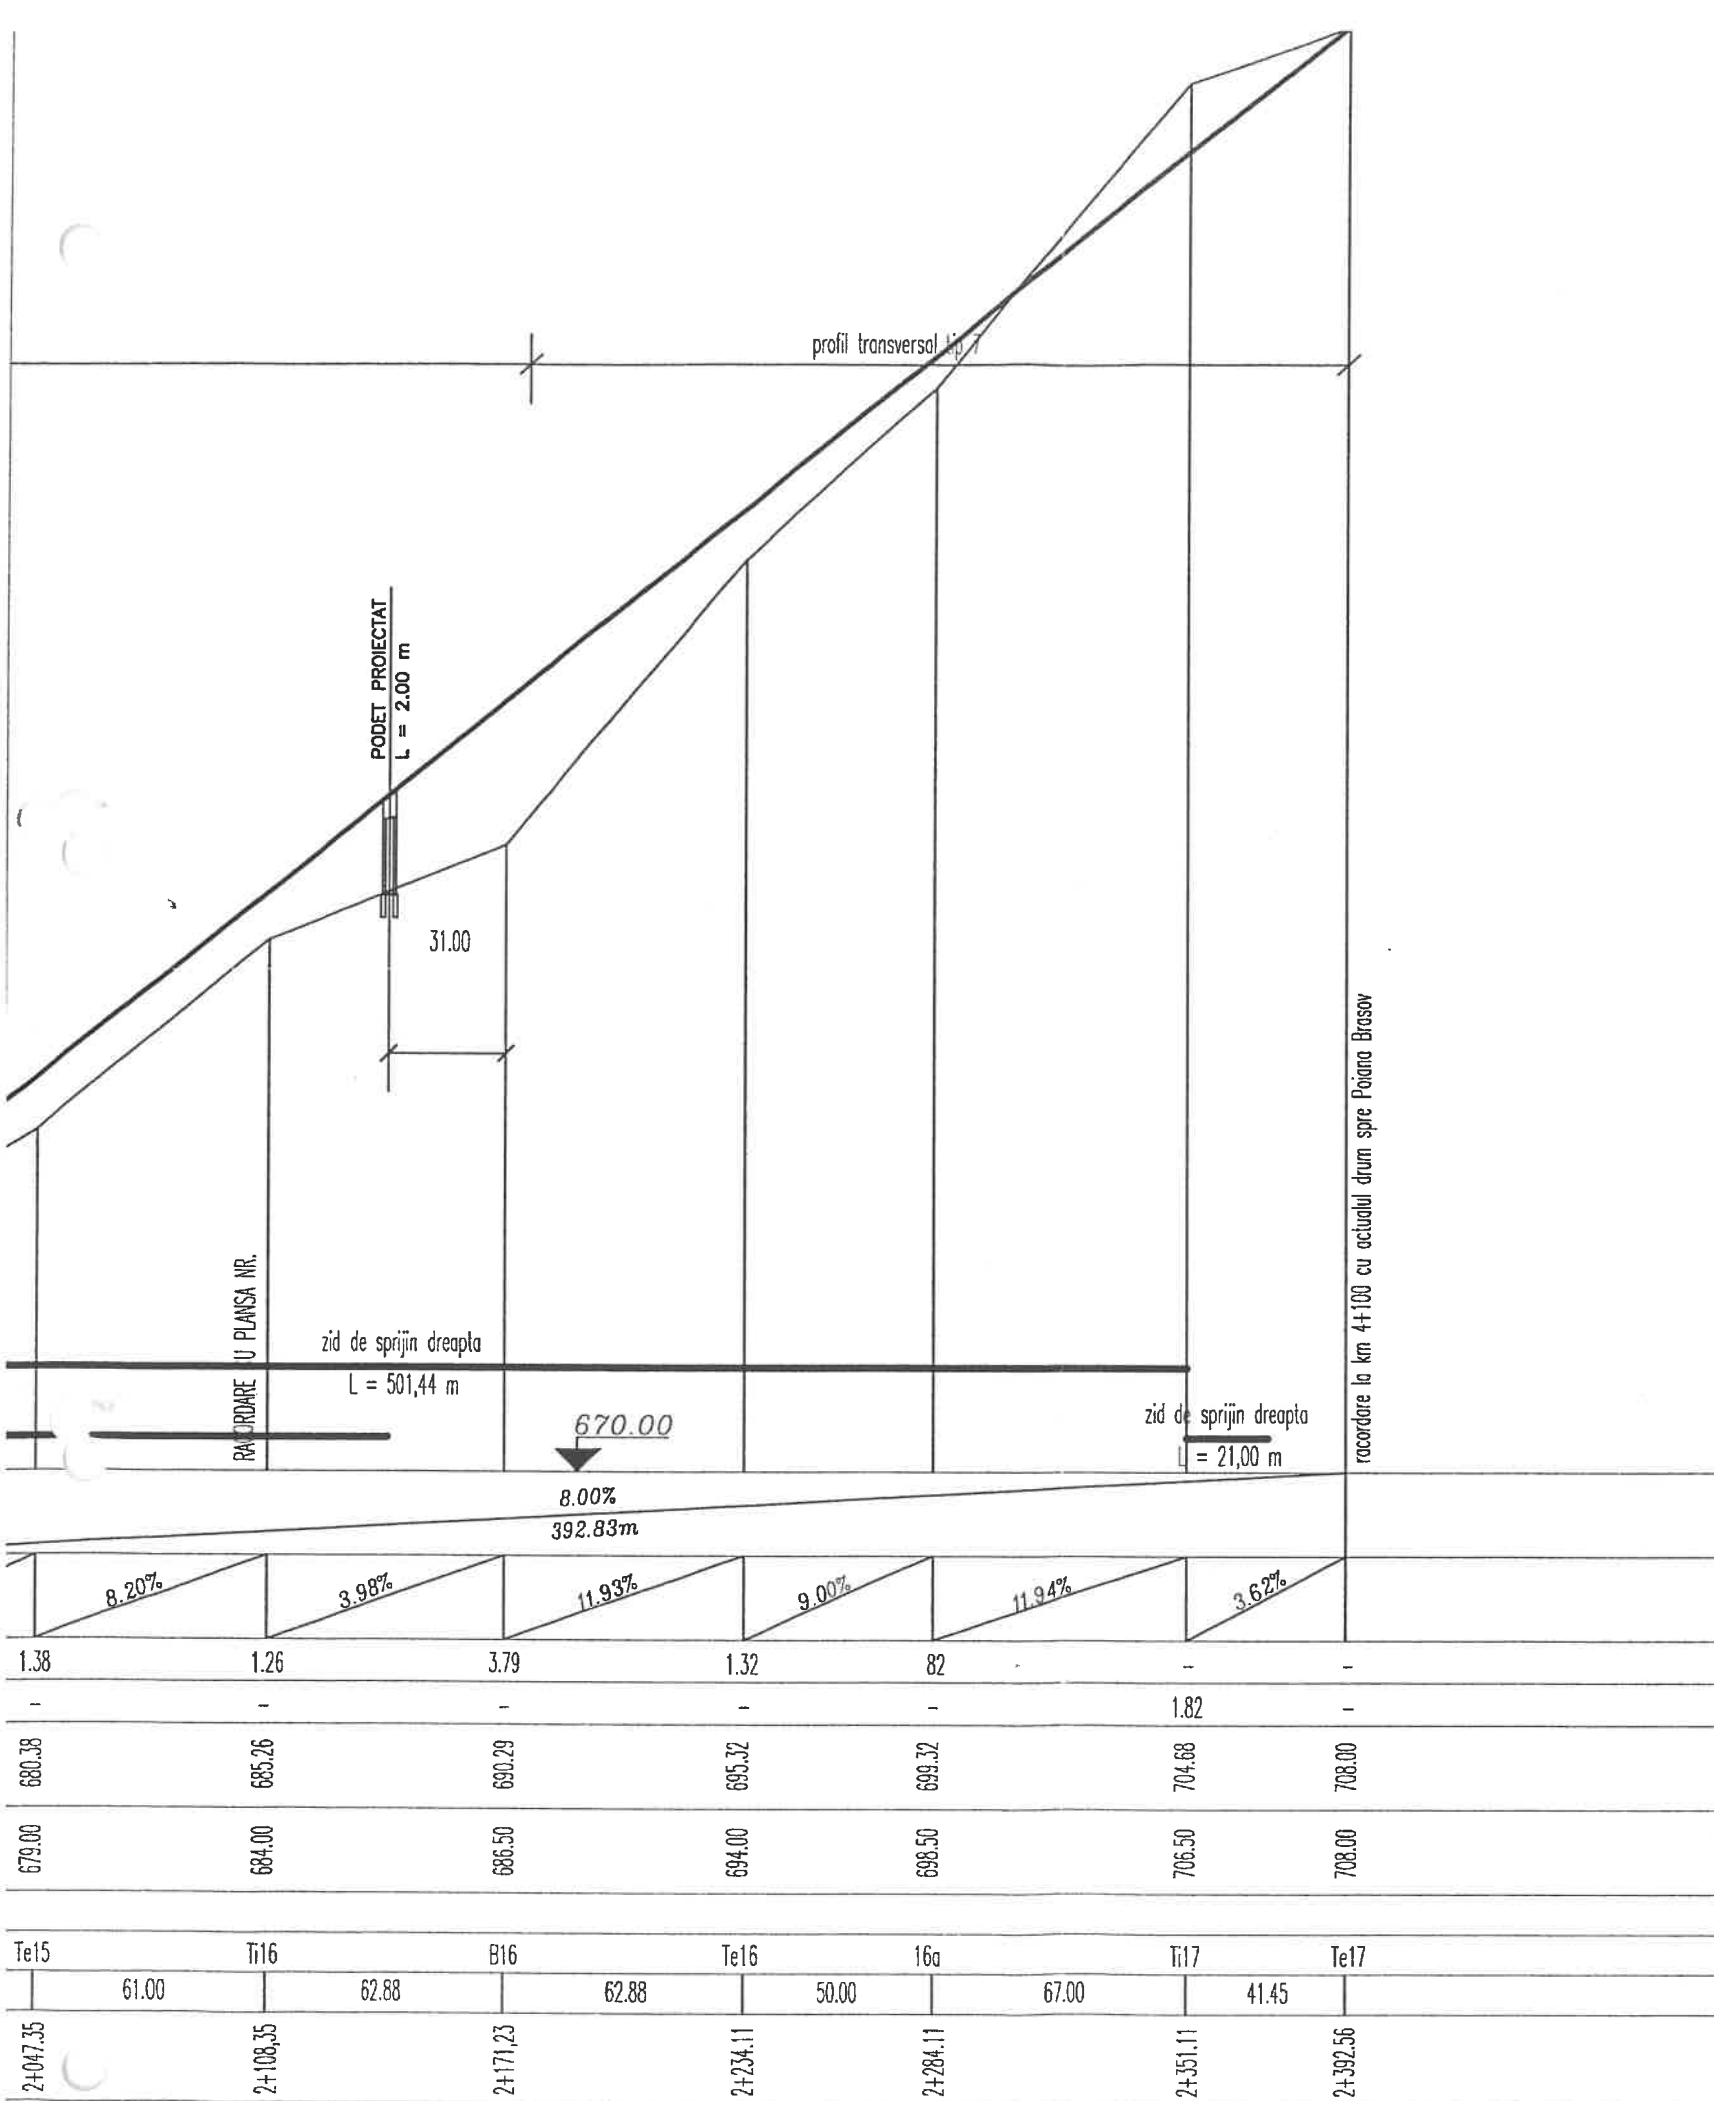 profil transversal tip 7
PODET PROIECTAT
L = 2.00 m
31.00
RACORDARE CU PLANSA NR.
zid de sprijin dreapta
L = 501,44 m
670.00
zid de sprijin dreapta
L = 21,00 m
racordare la km 4+100 cu actualul drum spre Poiana Brasov
8.00%
392.83m
8.20% 3.98% 11.93% 9.00% 11.94% 3.62%
1.38 1.26 3.79 1.32 82 - - -
- - - - - 1.82 -
680.38 685.26 690.29 695.32 699.32 704.68 708.00
679.00 684.00 686.50 694.00 698.50 706.50 708.00
Te15 Ti16 B16 Te16 16a Ti17 Te17
61.00 62.88 62.88 50.00 67.00 41.45
2+047.35 2+108,35 2+171,23 2+234.11 2+284.11 2+351.11 2+392.56